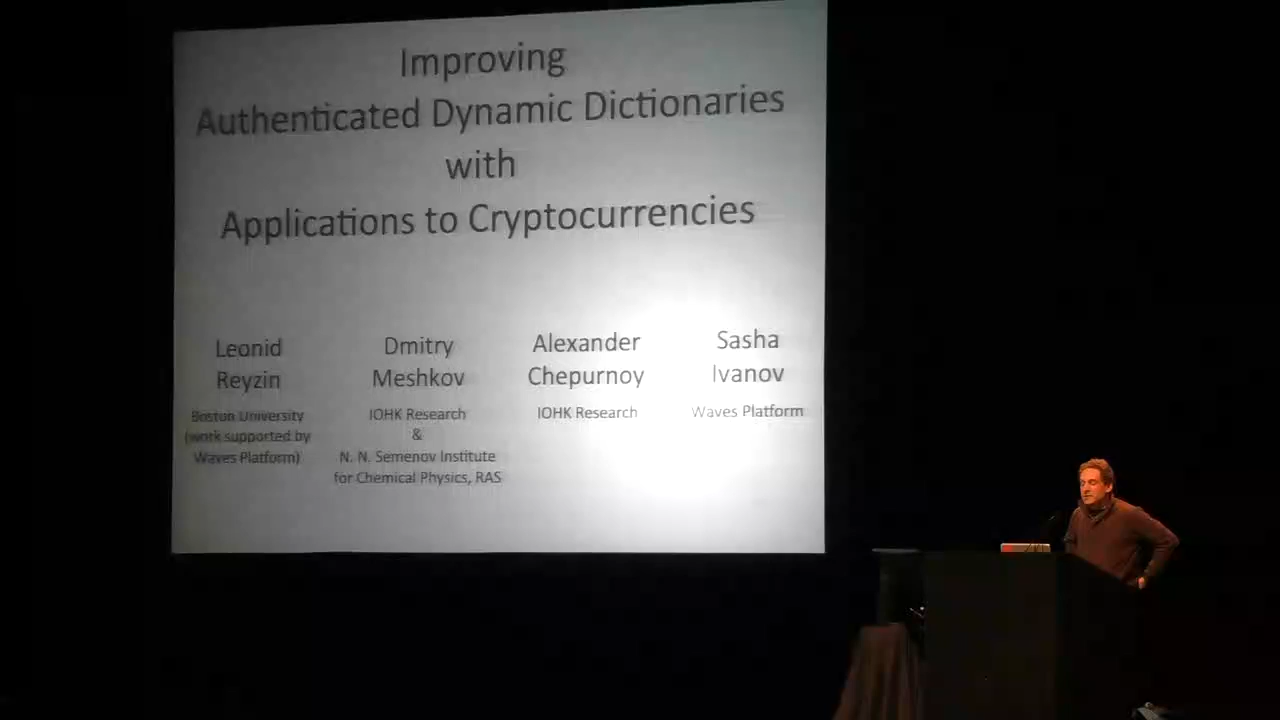 Improving
Authenticated Dynamic Dictionaries
with
Applications to Cryptocurrencies
Leonid
Reyzin
Boston University
(work supported by
Waves Platform)
Dmitry
Meshkov
IOHK Research
&
N. N. Semenov Institute
for Chemical Physics, RAS
Alexander
Chepurnoy
IOHK Research
Sasha
Ivanov
Waves Platform